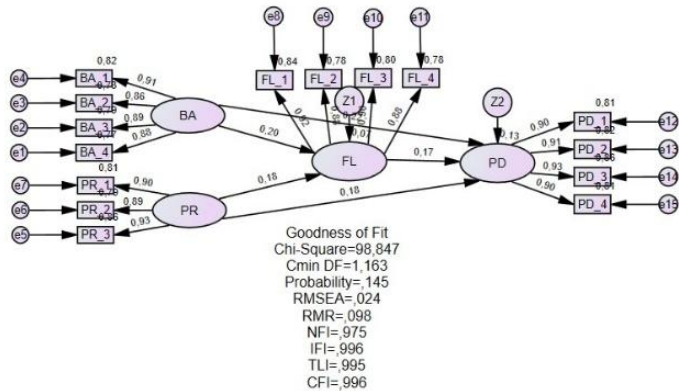 e8
e9
e10
e11
0,84
0,78
0,80
0,78
FL_1
FL_2
FL_3
FL_4
0,82
e4
BA_1
0,91
e3
BA_2
0,86
e2
BA_3
0,89
e1
BA_4
0,88
BA
Z1
Z2
0,88
0,07
0,20
FL
0,17
PD
0,13
0,81
PD_1
e12
0,90
PD_2
e13
0,91
PD_3
e14
0,93
PD_4
e15
0,90
0,81
e7
PR_1
0,90
e6
PR_2
0,89
e5
PR_3
0,93
PR
0,18
0,18
Goodness of Fit
Chi-Square=98,847
Cmin DF=1,163
Probability=,145
RMSEA=,024
RMR=,098
NFI=,975
IFI=,996
TLI=,995
CFI=,996